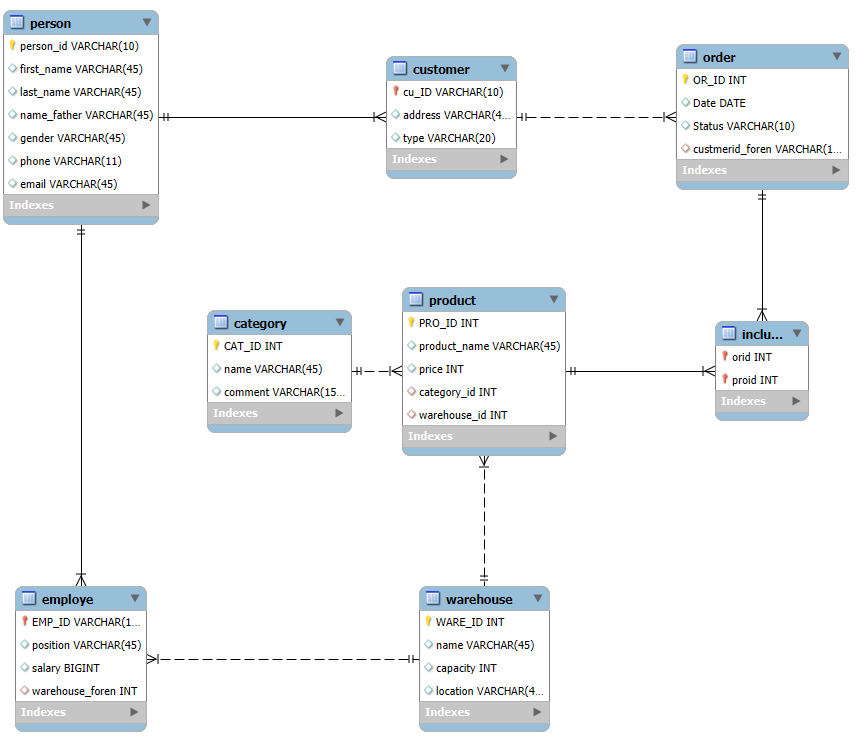 person
person_id VARCHAR(10)
first_name VARCHAR(45)
last_name VARCHAR(45)
name_father VARCHAR(45)
gender VARCHAR(45)
phone VARCHAR(11)
email VARCHAR(45)
Indexes
customer
cu_ID VARCHAR(10)
address VARCHAR(4...
type VARCHAR(20)
Indexes
order
OR_ID INT
Date DATE
Status VARCHAR(10)
custmerid_foren VARCHAR(1...
Indexes
category
CAT_ID INT
name VARCHAR(45)
comment VARCHAR(15...
Indexes
product
PRO_ID INT
product_name VARCHAR(45)
price INT
category_id INT
warehouse_id INT
Indexes
inclu...
orid INT
proid INT
Indexes
employe
EMP_ID VARCHAR(1...
position VARCHAR(45)
salary BIGINT
warehouse_foren INT
Indexes
warehouse
WARE_ID INT
name VARCHAR(45)
capacity INT
location VARCHAR(4...
Indexes